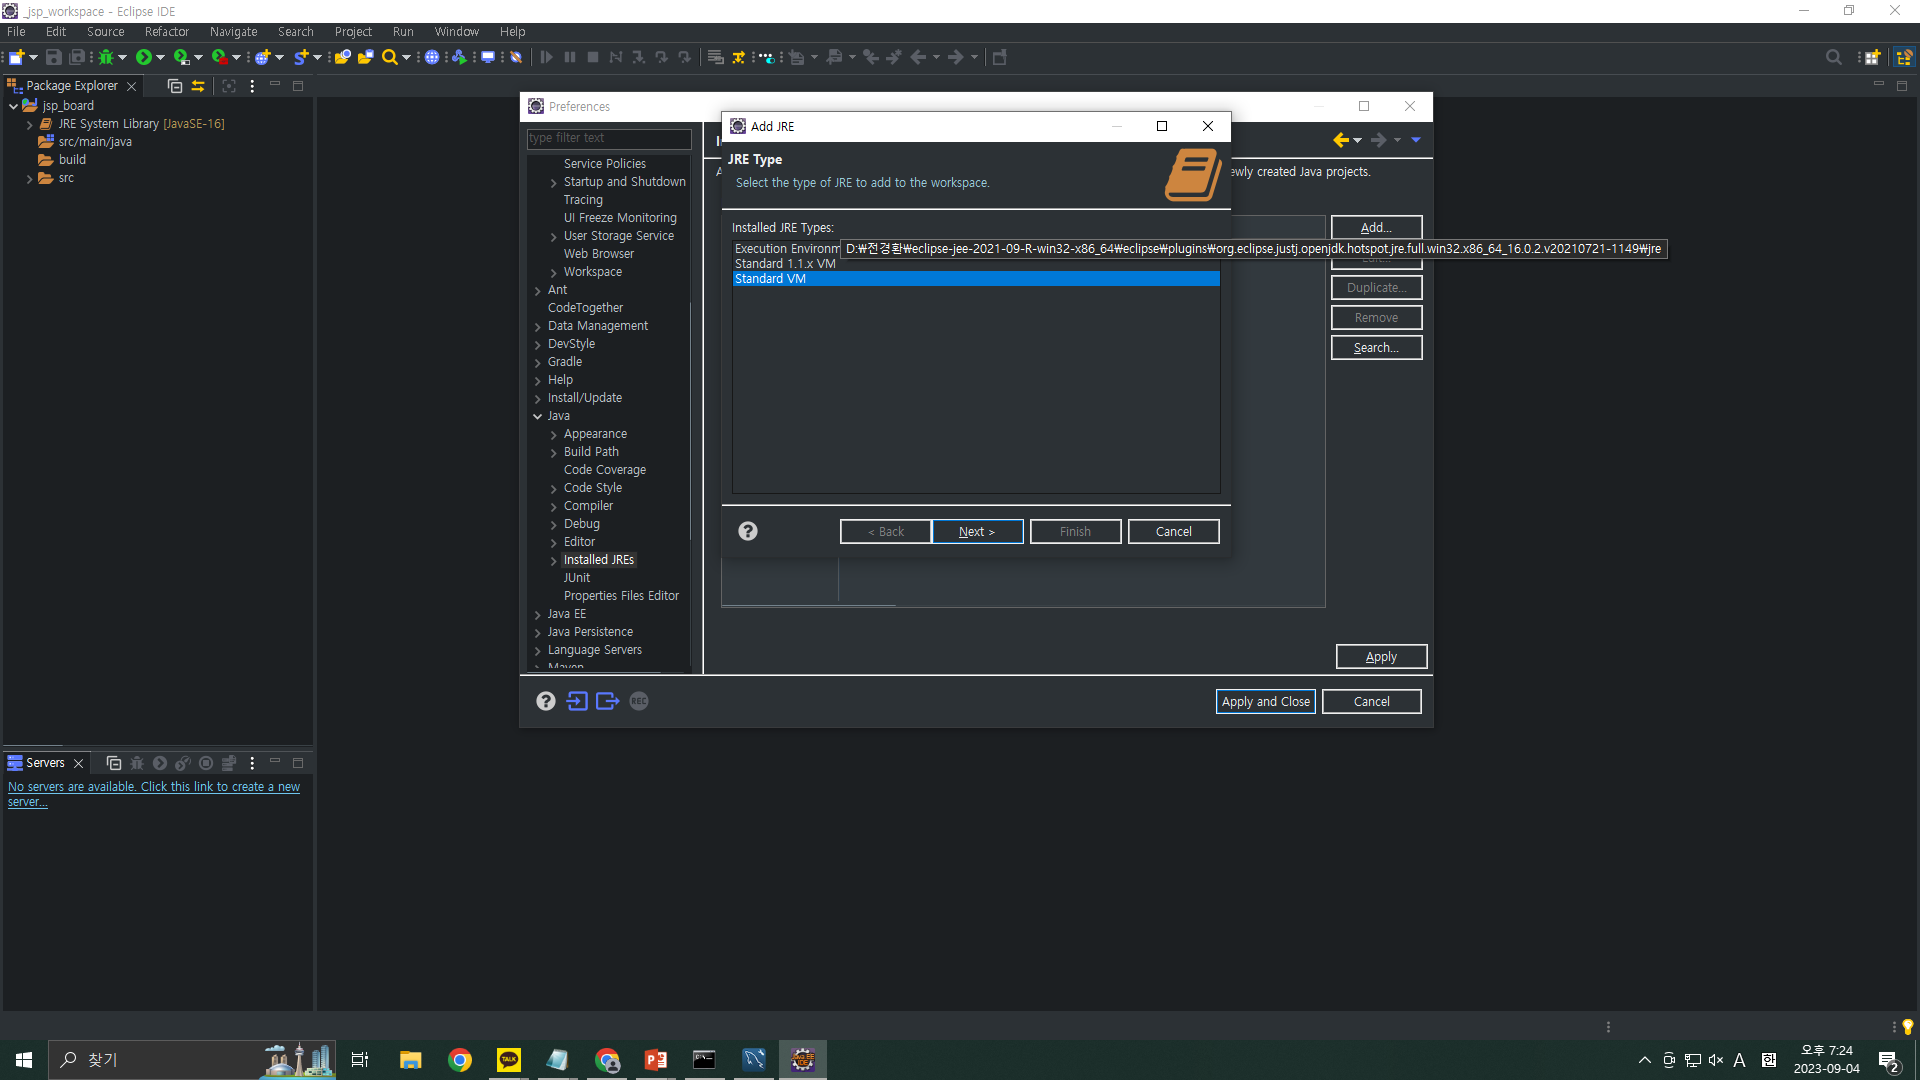 _jsp_workspace - Eclipse IDE
File Edit Source Refactor Navigate Search Project Run Window Help
Package Explorer
jsp_board
JRE System Library [JavaSE-16]
src/main/java
build
src
Preferences
type filter text
Service Policies
Startup and Shutdown
Tracing
UI Freeze Monitoring
User Storage Service
Web Browser
Workspace
Ant
CodeTogether
Data Management
DevStyle
Gradle
Help
Install/Update
Java
Appearance
Build Path
Code Coverage
Code Style
Compiler
Debug
Editor
Installed JREs
JUnit
Properties Files Editor
Java EE
Java Persistence
Language Servers
Maven
ewly created Java projects.
Add...
Duplicate...
Remove
Search...
Apply
Apply and Close
Cancel
REC
Add JRE
JRE Type
Select the type of JRE to add to the workspace.
Installed JRE Types:
Execution Environm
D:₩전경환₩eclipse-jee-2021-09-R-win32-x86_64₩eclipse₩plugins₩org.eclipse.justj.openjdk.hotspot.jre.full.win32.x86_64_16.0.2.v20210721-1149₩jre
Standard 1.1.x VM
Standard VM
< Back
Next >
Finish
Cancel
Servers
No servers are available. Click this link to create a new
server...
찾기
TALK
A
오후 7:24
2023-09-04
2